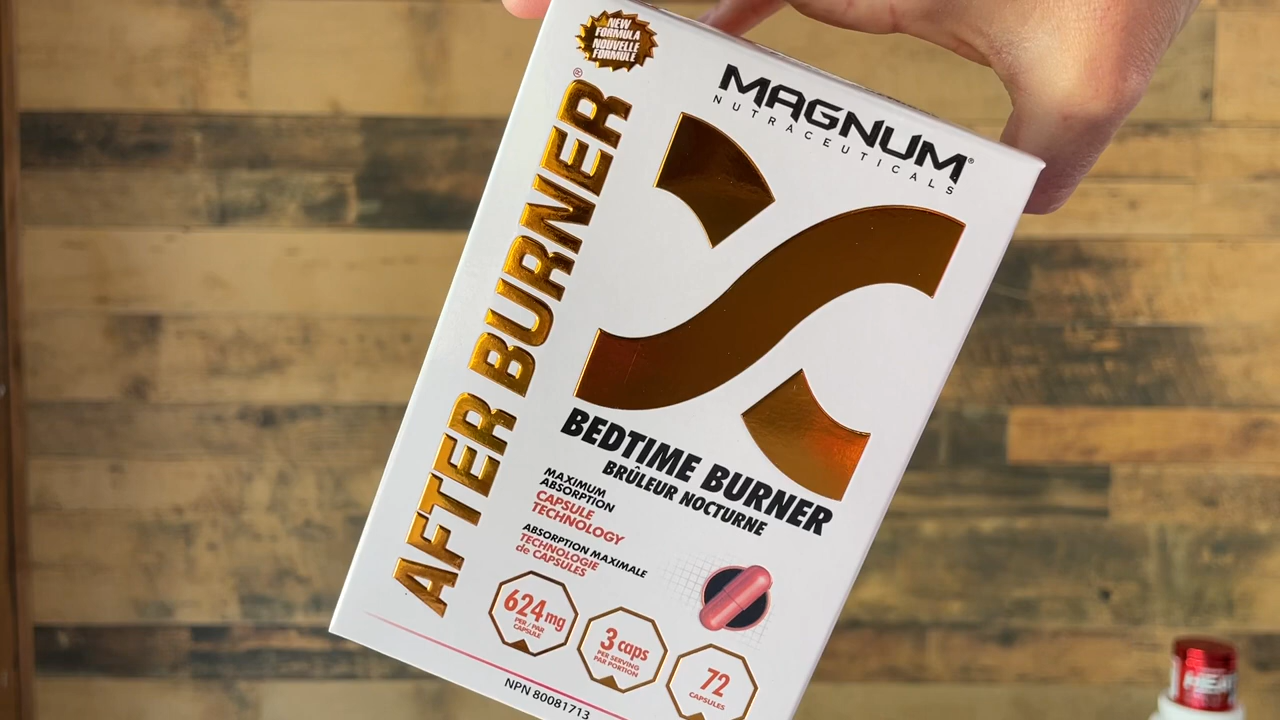 NEW
FORMULA
NOUVELLE
FORMULE
AFTER BURNER®
MAGNUM®
NUTRACEUTICALS
BEDTIME BURNER
BRÛLEUR NOCTURNE
MAXIMUM
ABSORPTION
CAPSULE
TECHNOLOGY
ABSORPTION MAXIMALE
TECHNOLOGIE
de CAPSULES
624mg
PER / PAR
CAPSULE
3 caps
PER SERVING
PAR PORTION
72
CAPSULES
NPN 80081713
HEAT